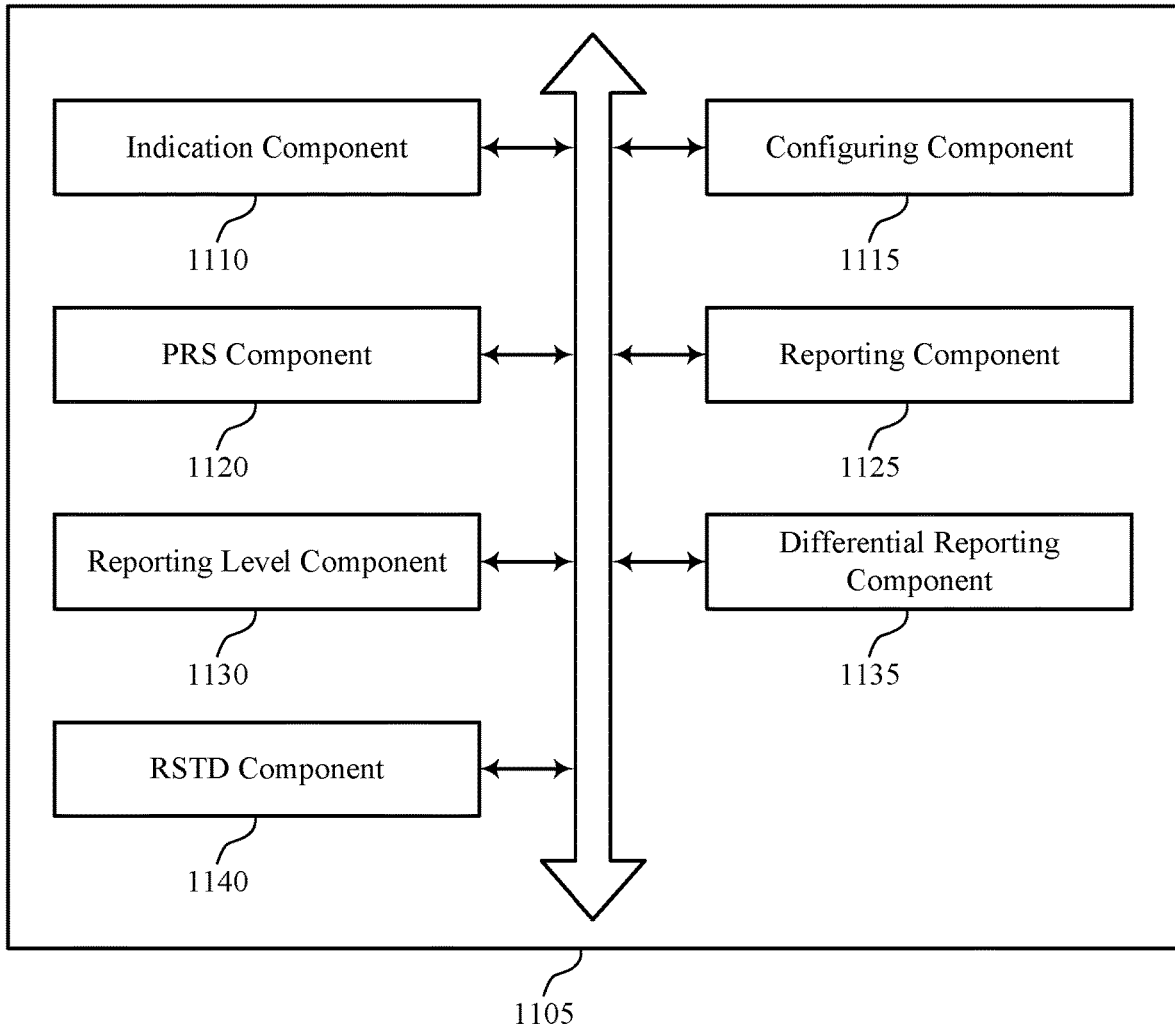 Indication Component
1110
Configuring Component
1115
PRS Component
1120
Reporting Component
1125
Reporting Level Component
1130
Differential Reporting
Component
1135
RSTD Component
1140
1105